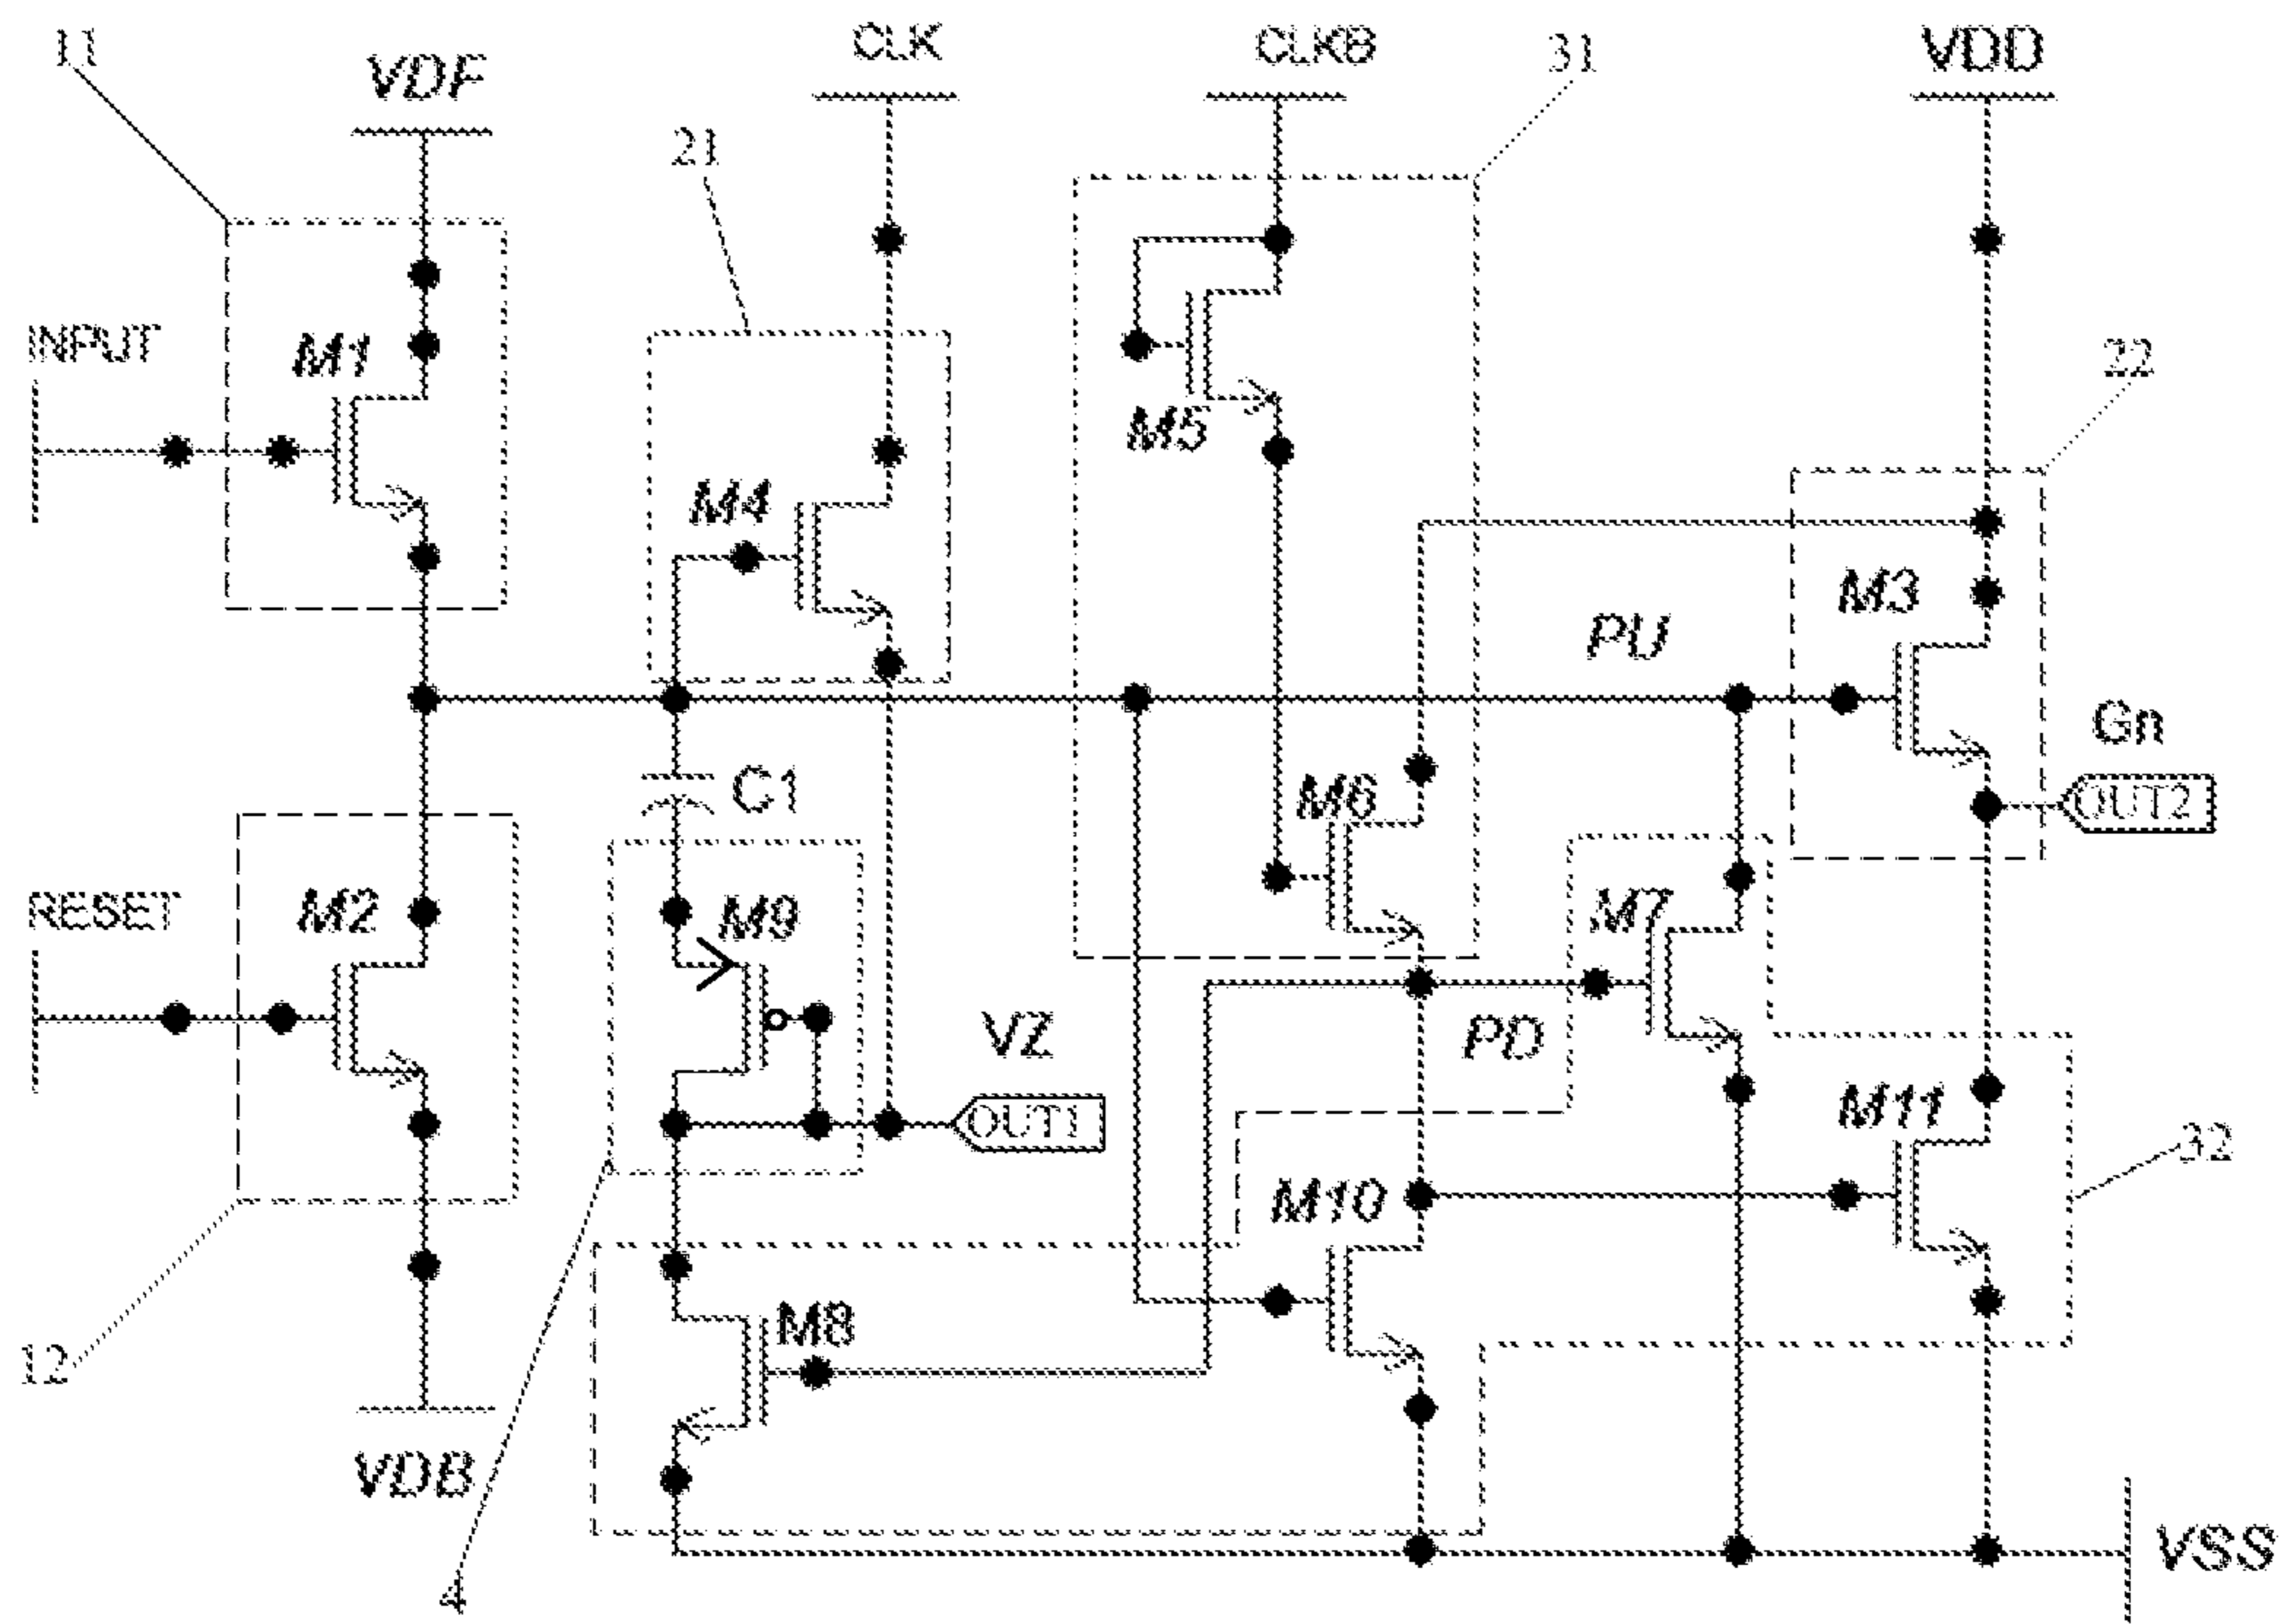 11
VDF
CLK
CLKB
31
VDD
21
INPUT
M1
22
M5
M4
M3
PU
Gn
C1
M6
OUT2
RESET
M2
M9
M7
VZ
PD
OUT1
M11
32
M10
M8
12
VDB
VSS
4